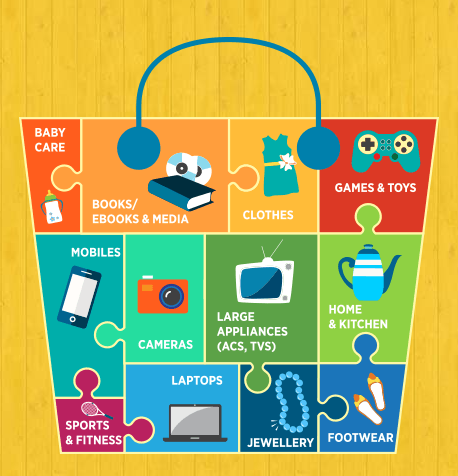 BABY
CARE
BOOKS/
EBOOKS & MEDIA
CLOTHES
GAMES & TOYS
MOBILES
CAMERAS
LARGE
APPLIANCES
(ACS, TVS)
HOME
& KITCHEN
SPORTS
& FITNESS
LAPTOPS
JEWELLERY
FOOTWEAR